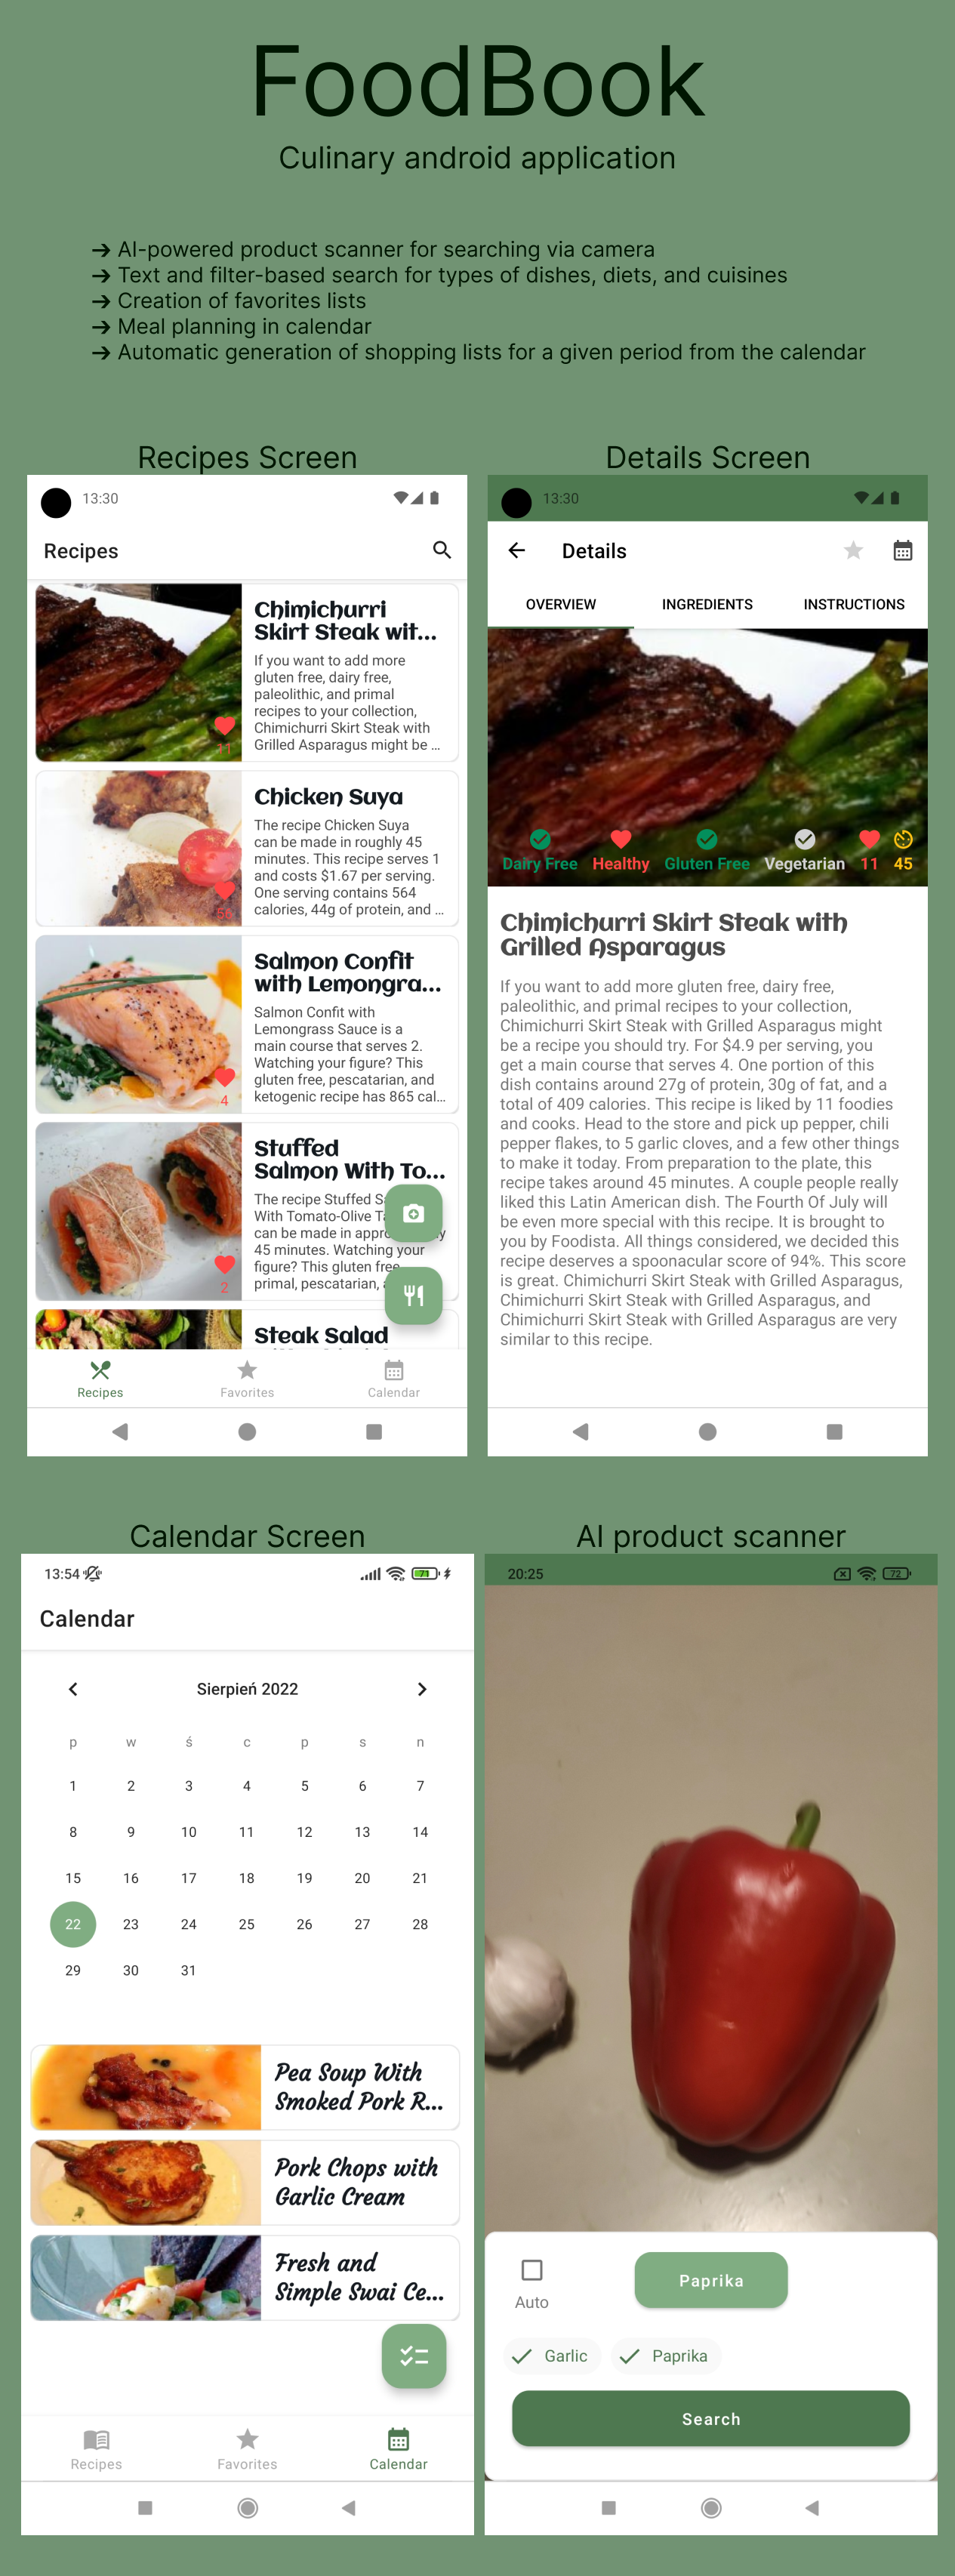 FoodBook
Culinary android application
➔ AI-powered product scanner for searching via camera
➔ Text and filter-based search for types of dishes, diets, and cuisines
➔ Creation of favorites lists
➔ Meal planning in calendar
➔ Automatic generation of shopping lists for a given period from the calendar
Recipes Screen
13:30
Recipes
Chimichurri
Skirt Steak wit...
If you want to add more
gluten free, dairy free,
paleolithic, and primal
recipes to your collection,
Chimichurri Skirt Steak with
Grilled Asparagus might be ...
11
Chicken Suya
The recipe Chicken Suya
can be made in roughly 45
minutes. This recipe serves 1
and costs $1.67 per serving.
One serving contains 564
calories, 44g of protein, and ...
Salmon Confit
with Lemongra...
Salmon Confit with
Lemongrass Sauce is a
main course that serves 2.
Watching your figure? This
gluten free, pescatarian, and
ketogenic recipe has 865 cal...
4
Stuffed
Salmon With To...
The recipe Stuffed
With Tomato-Olive
can be made in
45 minutes. Watching your
figure? This gluten free
primal, pescatarian,
2
Steak Salad
Recipes
Favorites
Calendar
Details Screen
13:30
Details
OVERVIEW
INGREDIENTS
INSTRUCTIONS
Dairy Free
Healthy
Gluten Free
Vegetarian
11
45
Chimichurri Skirt Steak with
Grilled Asparagus
If you want to add more gluten free, dairy free,
paleolithic, and primal recipes to your collection,
Chimichurri Skirt Steak with Grilled Asparagus might
be a recipe you should try. For $4.9 per serving, you
get a main course that serves 4. One portion of this
dish contains around 27g of protein, 30g of fat, and a
total of 409 calories. This recipe is liked by 11 foodies
and cooks. Head to the store and pick up pepper, chili
pepper flakes, to 5 garlic cloves, and a few other things
to make it today. From preparation to the plate, this
recipe takes around 45 minutes. A couple people really
liked this Latin American dish. The Fourth Of July will
be even more special with this recipe. It is brought to
you by Foodista. All things considered, we decided this
recipe deserves a spoonacular score of 94%. This score
is great. Chimichurri Skirt Steak with Grilled Asparagus,
Chimichurri Skirt Steak with Grilled Asparagus, and
Chimichurri Skirt Steak with Grilled Asparagus are very
similar to this recipe.
Calendar Screen
13:54
71
Calendar
Sierpień 2022
p w ś c p s n
1 2 3 4 5 6 7
8 9 10 11 12 13 14
15 16 17 18 19 20 21
22 23 24 25 26 27 28
29 30 31
Pea Soup With
Smoked Pork R...
Pork Chops with
Garlic Cream
Fresh and
Simple Swai Ce...
Recipes
Favorites
Calendar
AI product scanner
20:25
72
Auto
Paprika
Garlic
Paprika
Search